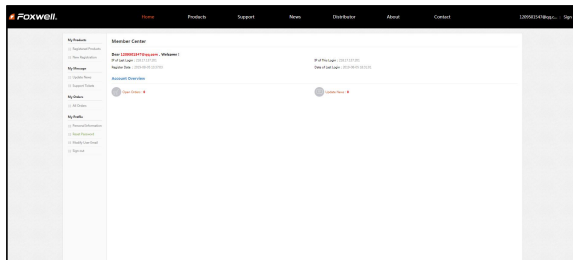 FOXWELL.
Home
Products
Support
News
Distributor
About
Contact
Sign
My Products
Registered Products
New Registration
My Message
Update News
Support Tickets
My Orders
All Orders
My Profile
Personal Information
Reset Password
Modify User Email
Sign out
Member Center
Welcome !
IP of Last Login :
IP of This Login :
Register Date :
Date of Last Login :
Account Overview
Open Orders
Update News